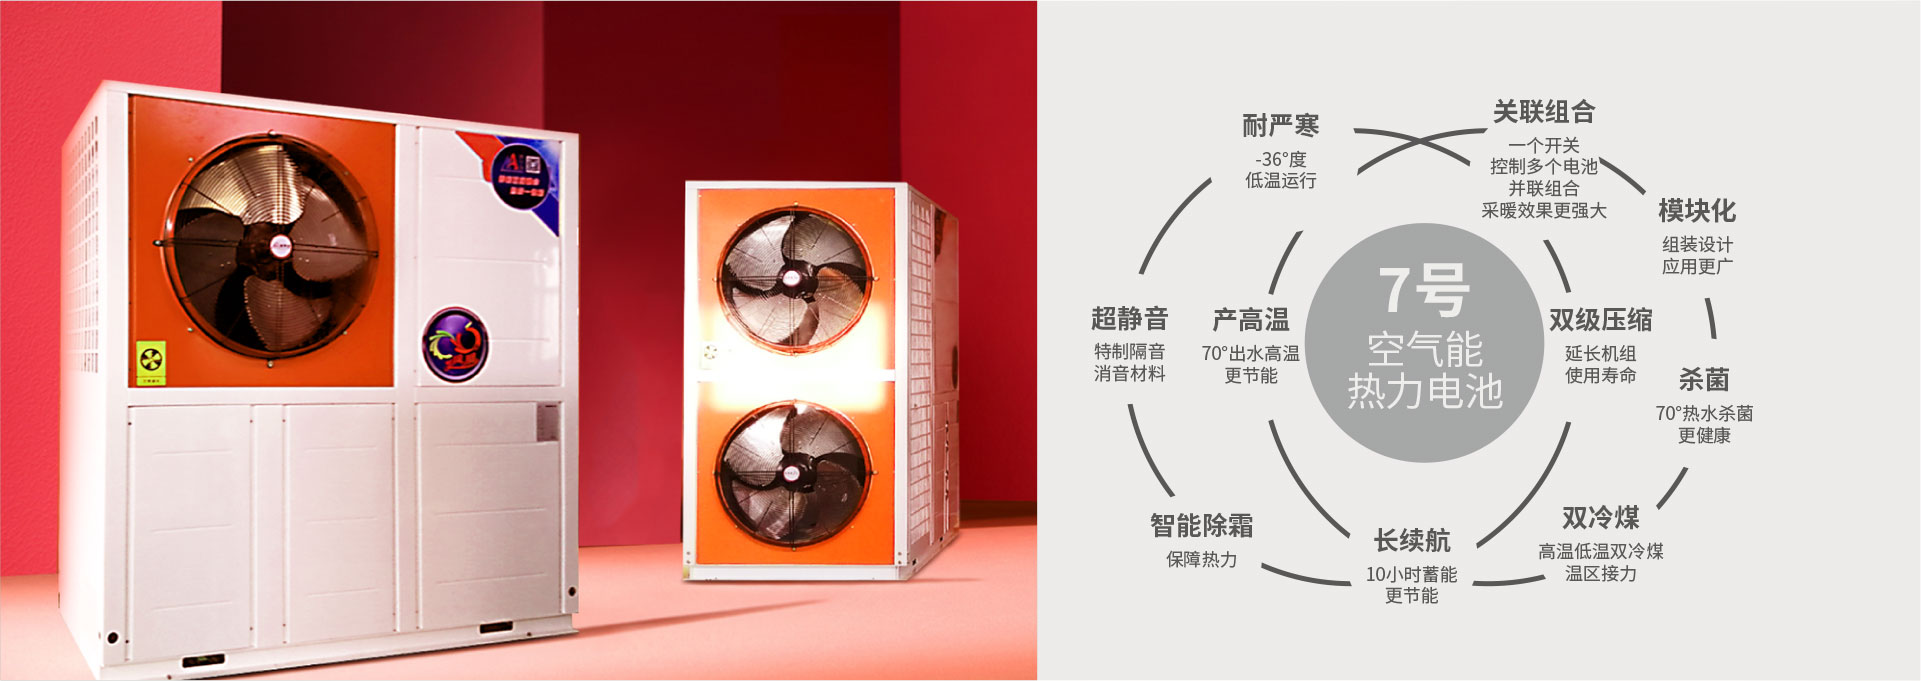 耐严寒
-36°度
低温运行
关联组合
一个开关
控制多个电池
并联组合
采暖效果更强大
模块化
组装设计
应用更广
超静音
特制隔音
消音材料
产高温
70°出水高温
更节能
7号
空气能
热力电池
双级压缩
延长机组
使用寿命
杀菌
70°热水杀菌
更健康
智能除霜
保障热力
长续航
10小时蓄能
更节能
双冷煤
高温低温双冷煤
温区接力